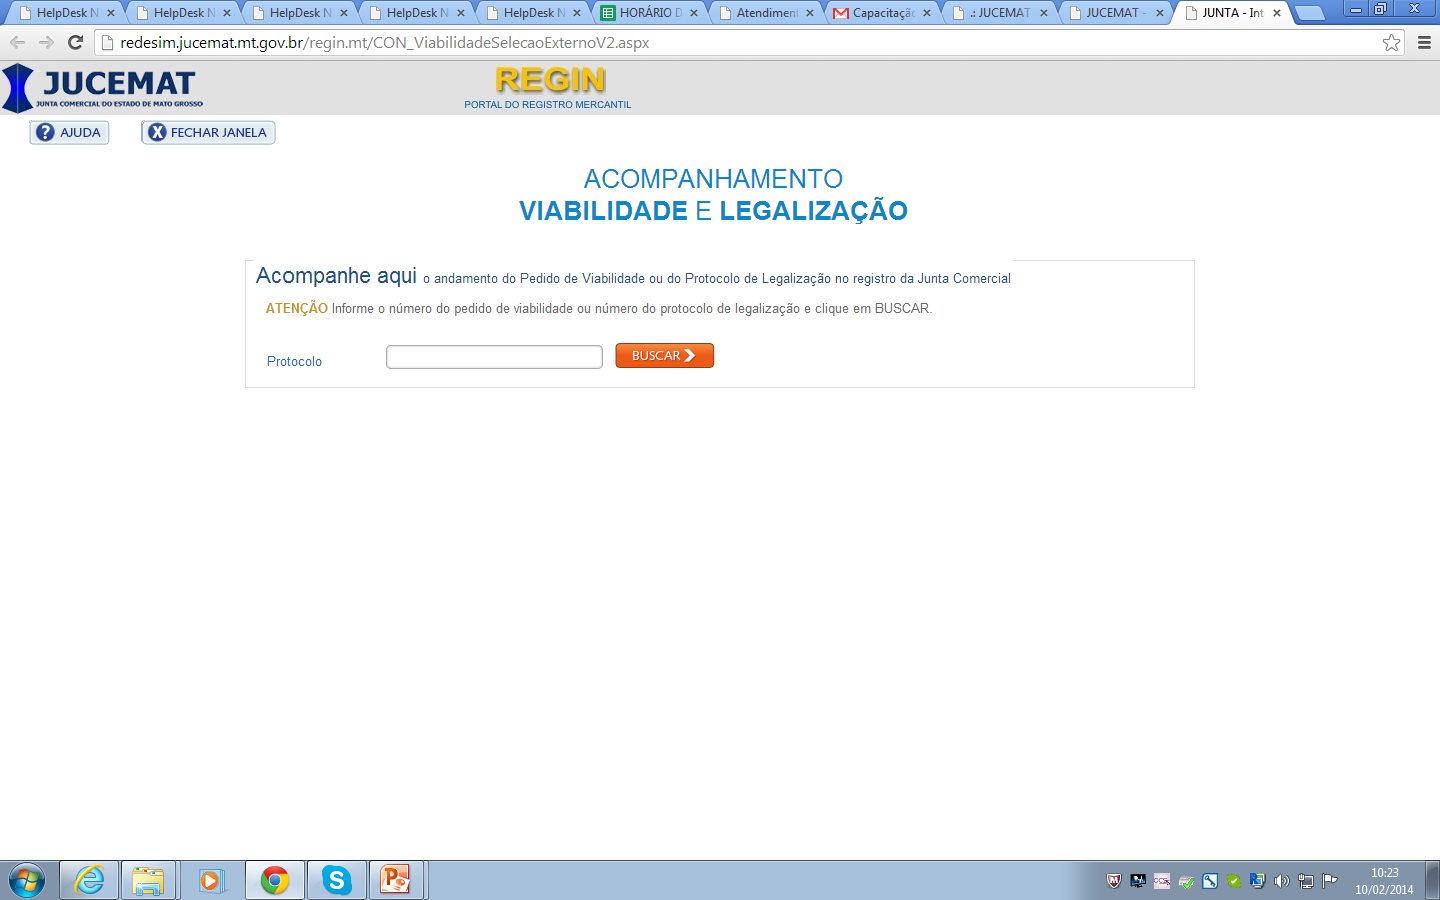 HelpDesk N HelpDesk N HelpDesk N HelpDesk N HelpDesk N HORÁRIO D Atendiment Capacitaçã .: JUCEMAT JUCEMAT - JUNTA - Int
redesim.jucemat.mt.gov.br/regin.mt/CON_ViabilidadeSelecaoExternoV2.aspx
JUCEMAT
JUNTA COMERCIAL DO ESTADO DE MATO GROSSO
REGIN
PORTAL DO REGISTRO MERCANTIL
AJUDA FECHAR JANELA
ACOMPANHAMENTO
VIABILIDADE E LEGALIZAÇÃO
Acompanhe aqui o andamento do Pedido de Viabilidade ou do Protocolo de Legalização no registro da Junta Comercial
ATENÇÃO Informe o número do pedido de viabilidade ou número do protocolo de legalização e clique em BUSCAR.
Protocolo BUSCAR
10:23
10/02/2014